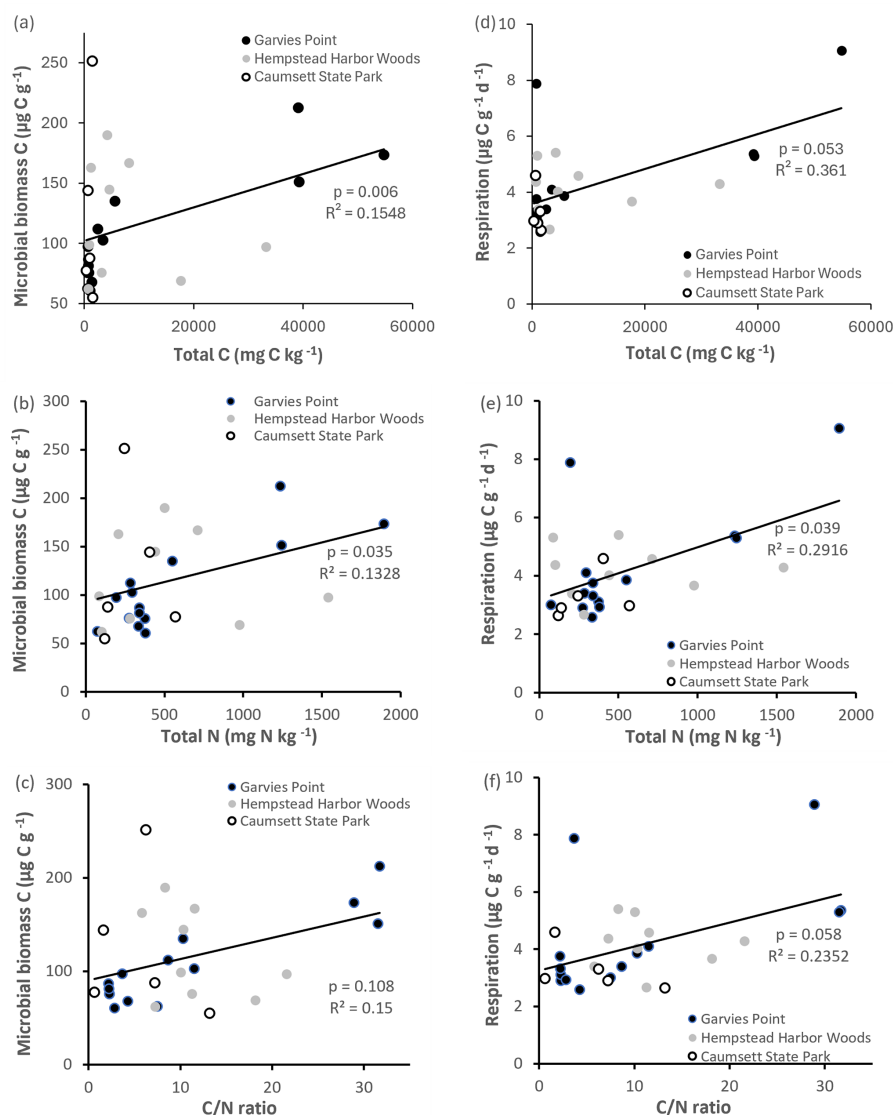 (a)
Microbial biomass C (µg C g⁻¹)
250
200
150
100
50
Garvies Point
Hempstead Harbor Woods
Caumsett State Park
p = 0.006
R² = 0.1548
0
20000
40000
60000
Total C (mg C kg⁻¹)
(d)
Respiration (µg C g⁻¹ d⁻¹)
10
8
6
4
2
0
p = 0.053
R² = 0.361
Garvies Point
Hempstead Harbor Woods
Caumsett State Park
0
20000
40000
60000
Total C (mg C kg⁻¹)
(b)
Microbial biomass C (µg C g⁻¹)
300
250
200
150
100
50
0
Garvies Point
Hempstead Harbor Woods
Caumsett State Park
p = 0.035
R² = 0.1328
0
500
1000
1500
2000
Total N (mg N kg⁻¹)
(e)
Respiration (µg C g⁻¹ d⁻¹)
10
8
6
4
2
0
p = 0.039
R² = 0.2916
Garvies Point
Hempstead Harbor Woods
Caumsett State Park
0
500
1000
1500
2000
Total N (mg N kg⁻¹)
(c)
Microbial biomass C (µg C g⁻¹)
300
200
100
0
Garvies Point
Hempstead Harbor Woods
Caumsett State Park
p = 0.108
R² = 0.15
0
10
20
30
C/N ratio
(f)
Respiration (µg C g⁻¹ d⁻¹)
10
8
6
4
2
0
p = 0.058
R² = 0.2352
Garvies Point
Hempstead Harbor Woods
Caumsett State Park
0
10
20
30
C/N ratio